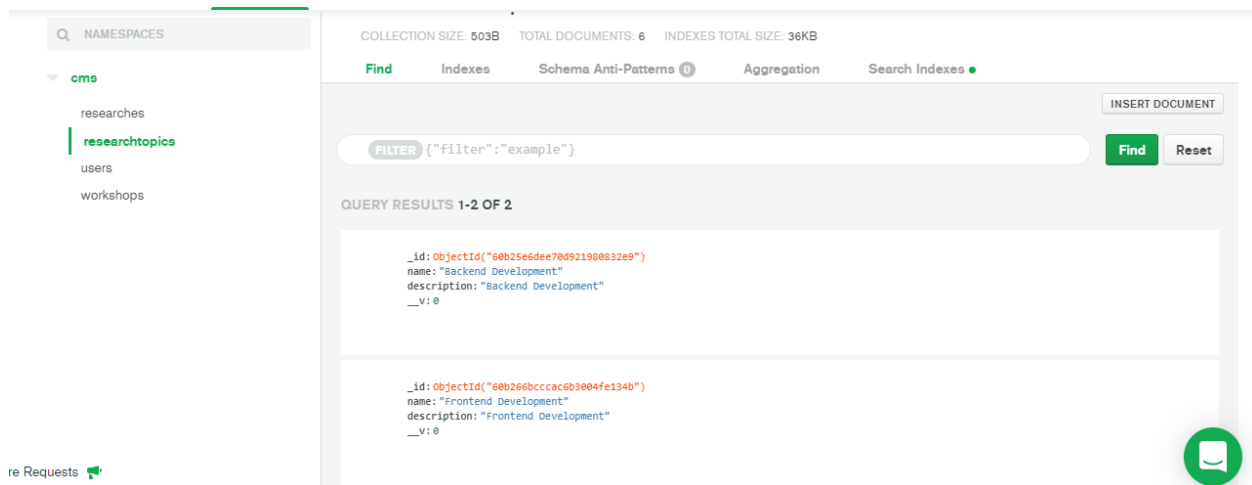 NAMESPACES
cms
researches
researchtopics
users
workshops
re Requests
COLLECTION SIZE: 503B TOTAL DOCUMENTS: 6 INDEXES TOTAL SIZE: 36KB
Find Indexes Schema Anti-Patterns 0 Aggregation Search Indexes
INSERT DOCUMENT
FILTER {"filter":"example"}
Find Reset
QUERY RESULTS 1-2 OF 2
_id:ObjectId("60b25e6dee70d921980832e9")
name:"Backend Development"
description:"Backend Development"
__v:0
_id:ObjectId("60b266bcccac6b3004fe134b")
name:"Frontend Development"
description:"Frontend Development"
__v:0